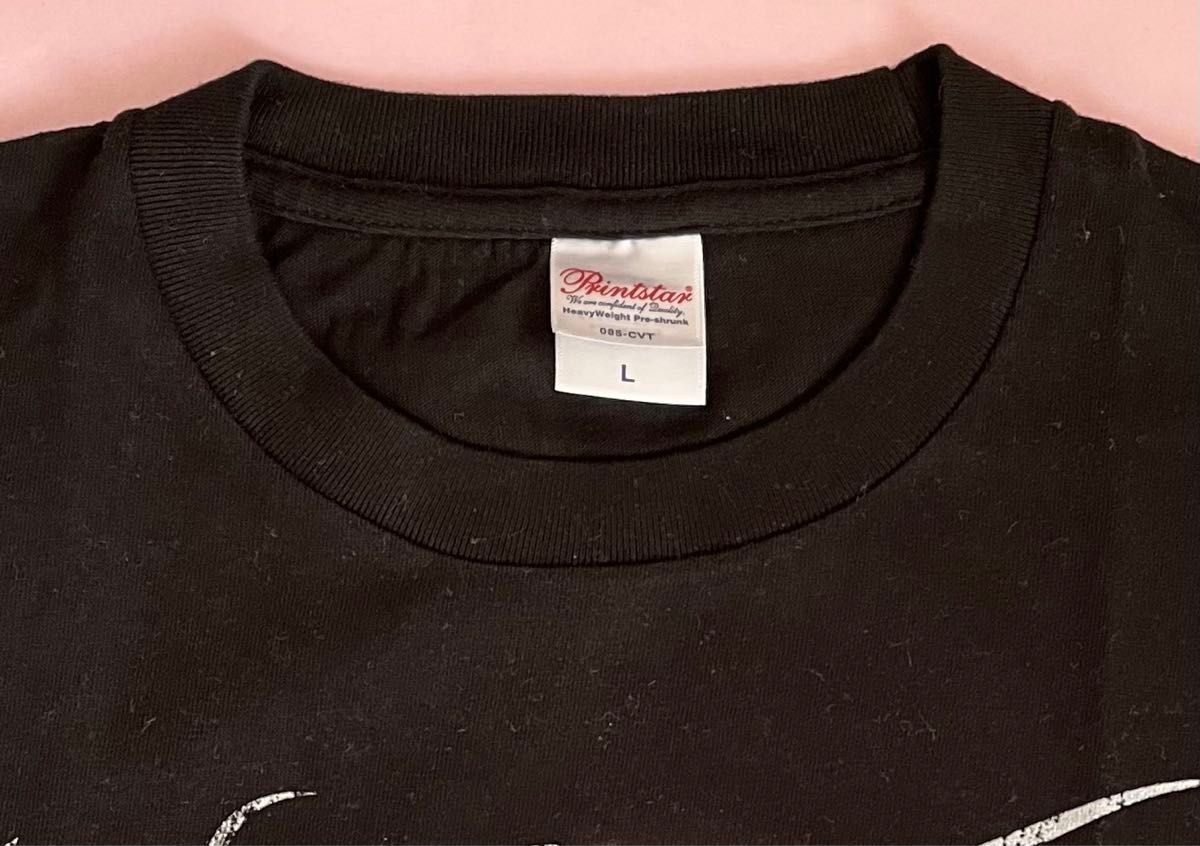 Printstar®
We are confident of Quality.
HeavyWeight Pre-shrunk
085-CVT
L